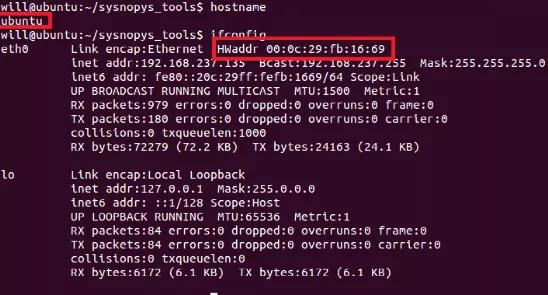 will@ubuntu:~/sysnopys_tools$ hostname
ubuntu
will@ubuntu:~/sysnopys_tools$ ifconfig
eth0 Link encap:Ethernet HWaddr 00:0c:29:fb:16:69
inet addr:192.168.237.135 Bcast:192.168.237.255 Mask:255.255.255.0
inet6 addr: fe80::20c:29ff:fefb:1669/64 Scope:Link
UP BROADCAST RUNNING MULTICAST MTU:1500 Metric:1
RX packets:979 errors:0 dropped:0 overruns:0 frame:0
TX packets:180 errors:0 dropped:0 overruns:0 carrier:0
collisions:0 txqueuelen:1000
RX bytes:72279 (72.2 KB) TX bytes:24163 (24.1 KB)
lo Link encap:Local Loopback
inet addr:127.0.0.1 Mask:255.0.0.0
inet6 addr: ::1/128 Scope:Host
UP LOOPBACK RUNNING MTU:65536 Metric:1
RX packets:84 errors:0 dropped:0 overruns:0 frame:0
TX packets:84 errors:0 dropped:0 overruns:0 carrier:0
collisions:0 txqueuelen:0
RX bytes:6172 (6.1 KB) TX bytes:6172 (6.1 KB)